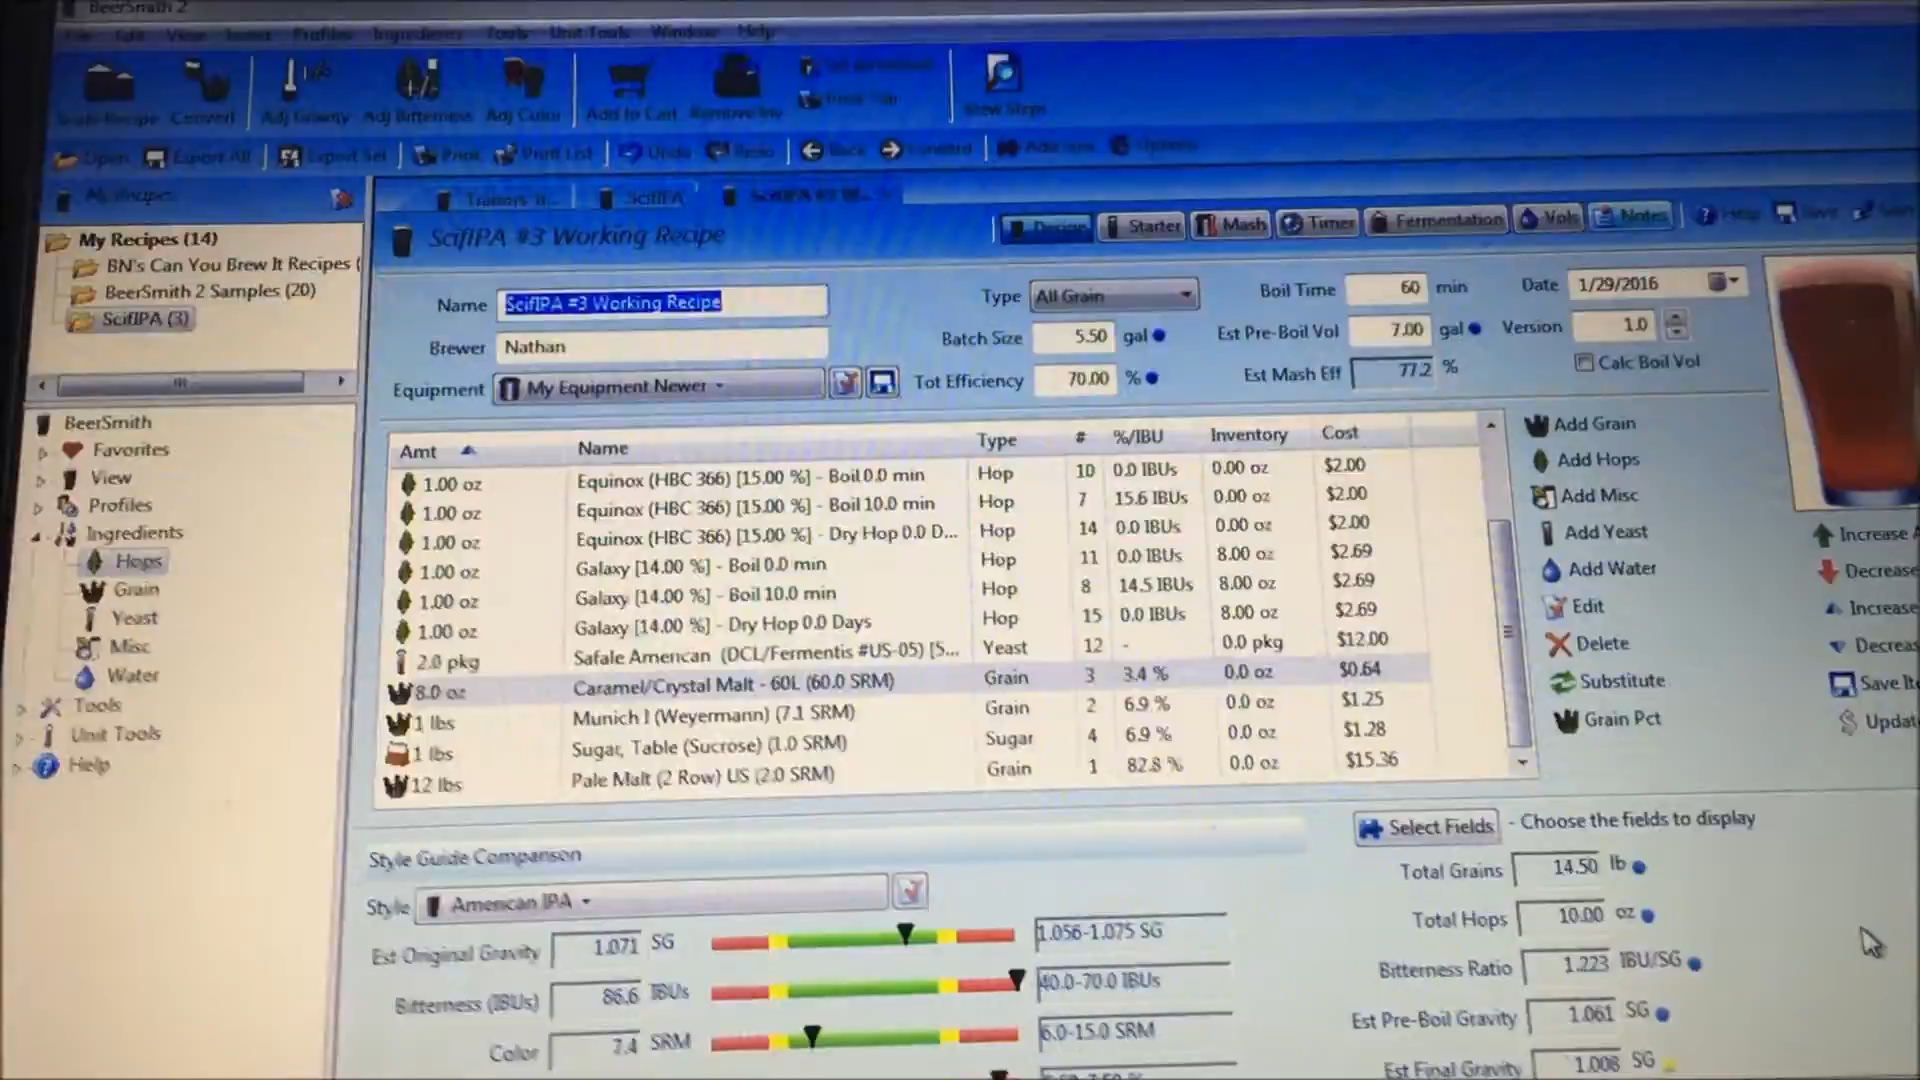 BeerSmith 2
File Edit View Insert Profiles Ingredients Tools Unit Tools Window Help
Scale Recipe Convert Adj Gravity Adj Bitterness Adj Color Add to Cart Remove Inv Brew Steps
Open Export All Export Sel Print Print List Undo Redo Back Forward Add-ons Options
My Recipes SciflPA
SciflPA #3 Working Recipe Design Starter Mash Timer Fermentation Vols Notes Help Save
My Recipes (14)
BN's Can You Brew It Recipes (
BeerSmith 2 Samples (20)
SciflPA (3)
Name SciflPA #3 Working Recipe Type All Grain Boil Time 60 min Date 1/29/2016
Brewer Nathan Batch Size 5.50 gal Est Pre-Boil Vol 7.00 gal Version 1.0
Equipment My Equipment Newer Tot Efficiency 70.00 % Est Mash Eff 77.2 % Calc Boil Vol
BeerSmith
Favorites
View
Profiles
Ingredients
Hops
Grain
Yeast
Misc
Water
Tools
Unit Tools
Help
Amt Name Type # %/IBU Inventory Cost
1.00 oz Equinox (HBC 366) [15.00 %] - Boil 0.0 min Hop 10 0.0 IBUs 0.00 oz $2.00
1.00 oz Equinox (HBC 366) [15.00 %] - Boil 10.0 min Hop 7 15.6 IBUs 0.00 oz $2.00
1.00 oz Equinox (HBC 366) [15.00 %] - Dry Hop 0.0 D... Hop 14 0.0 IBUs 0.00 oz $2.00
1.00 oz Galaxy [14.00 %] - Boil 0.0 min Hop 11 0.0 IBUs 8.00 oz $2.69
1.00 oz Galaxy [14.00 %] - Boil 10.0 min Hop 8 14.5 IBUs 8.00 oz $2.69
1.00 oz Galaxy [14.00 %] - Dry Hop 0.0 Days Hop 15 0.0 IBUs 8.00 oz $2.69
2.0 pkg Safale American (DCL/Fermentis #US-05) [5... Yeast 12 - 0.0 pkg $12.00
8.0 oz Caramel/Crystal Malt - 60L (60.0 SRM) Grain 3 3.4 % 0.0 oz $0.64
1 lbs Munich I (Weyermann) (7.1 SRM) Grain 2 6.9 % 0.0 oz $1.25
1 lbs Sugar, Table (Sucrose) (1.0 SRM) Sugar 4 6.9 % 0.0 oz $1.28
12 lbs Pale Malt (2 Row) US (2.0 SRM) Grain 1 82.8 % 0.0 oz $15.36
Add Grain
Add Hops
Add Misc
Add Yeast Increase A
Add Water Decrease
Edit Increase
Delete Decreas
Substitute Save Ite
Grain Pct Updat
Style Guide Comparison
Select Fields - Choose the fields to display
Style American IPA
Est Original Gravity 1.071 SG 1.056-1.075 SG
Bitterness (IBUs) 86.6 IBUs 40.0-70.0 IBUs
Color 7.4 SRM 6.0-15.0 SRM
Total Grains 14.50 lb
Total Hops 10.00 oz
Bitterness Ratio 1.223 IBU/SG
Est Pre-Boil Gravity 1.061 SG
Est Final Gravity 1.008 SG